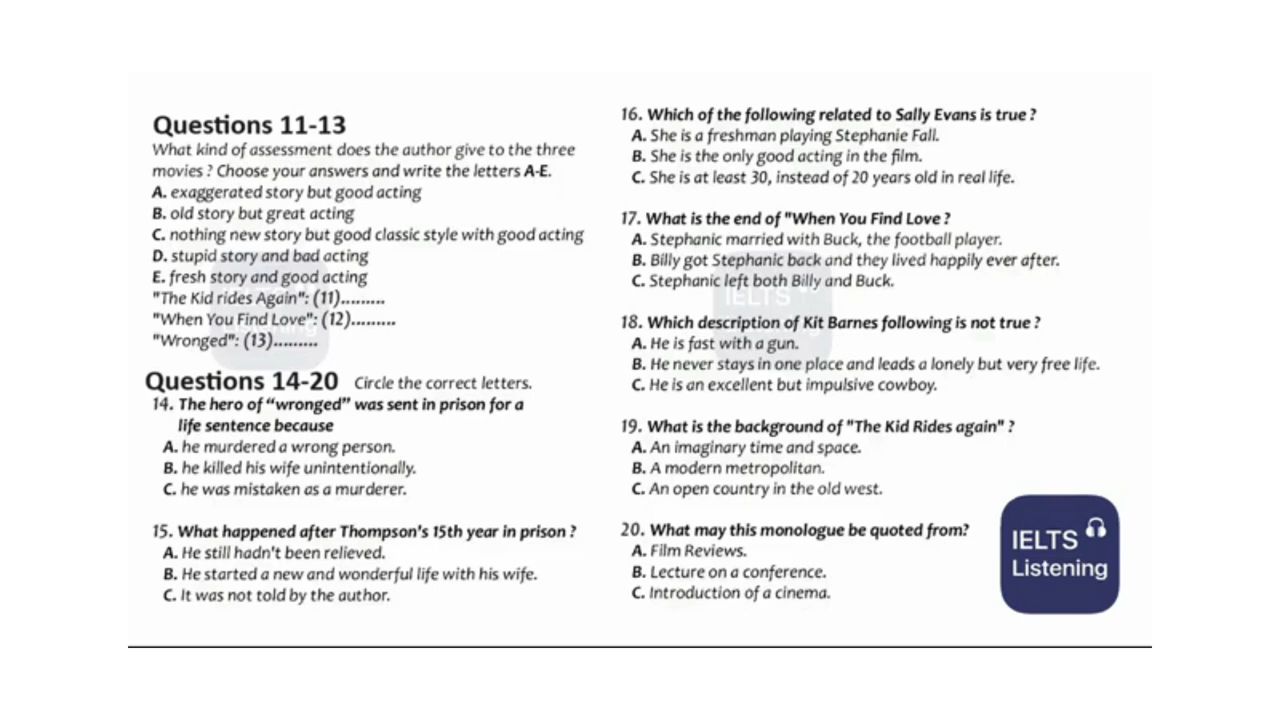 Questions 11-13
What kind of assessment does the author give to the three
movies ? Choose your answers and write the letters A-E.
A. exaggerated story but good acting
B. old story but great acting
C. nothing new story but good classic style with good acting
D. stupid story and bad acting
E. fresh story and good acting
"The Kid rides Again": (11).........
"When You Find Love": (12).........
"Wronged": (13).........
Questions 14-20 Circle the correct letters.
14. The hero of “wronged” was sent in prison for a
life sentence because
A. he murdered a wrong person.
B. he killed his wife unintentionally.
C. he was mistaken as a murderer.
15. What happened after Thompson's 15th year in prison ?
A. He still hadn't been relieved.
B. He started a new and wonderful life with his wife.
C. It was not told by the author.
16. Which of the following related to Sally Evans is true ?
A. She is a freshman playing Stephanie Fall.
B. She is the only good acting in the film.
C. She is at least 30, instead of 20 years old in real life.
17. What is the end of "When You Find Love ?
A. Stephanic married with Buck, the football player.
B. Billy got Stephanic back and they lived happily ever after.
C. Stephanic left both Billy and Buck.
IELTS
Listening
18. Which description of Kit Barnes following is not true ?
A. He is fast with a gun.
B. He never stays in one place and leads a lonely but very free life.
C. He is an excellent but impulsive cowboy.
19. What is the background of "The Kid Rides again" ?
A. An imaginary time and space.
B. A modern metropolitan.
C. An open country in the old west.
20. What may this monologue be quoted from?
A. Film Reviews.
B. Lecture on a conference.
C. Introduction of a cinema.
IELTS
Listening